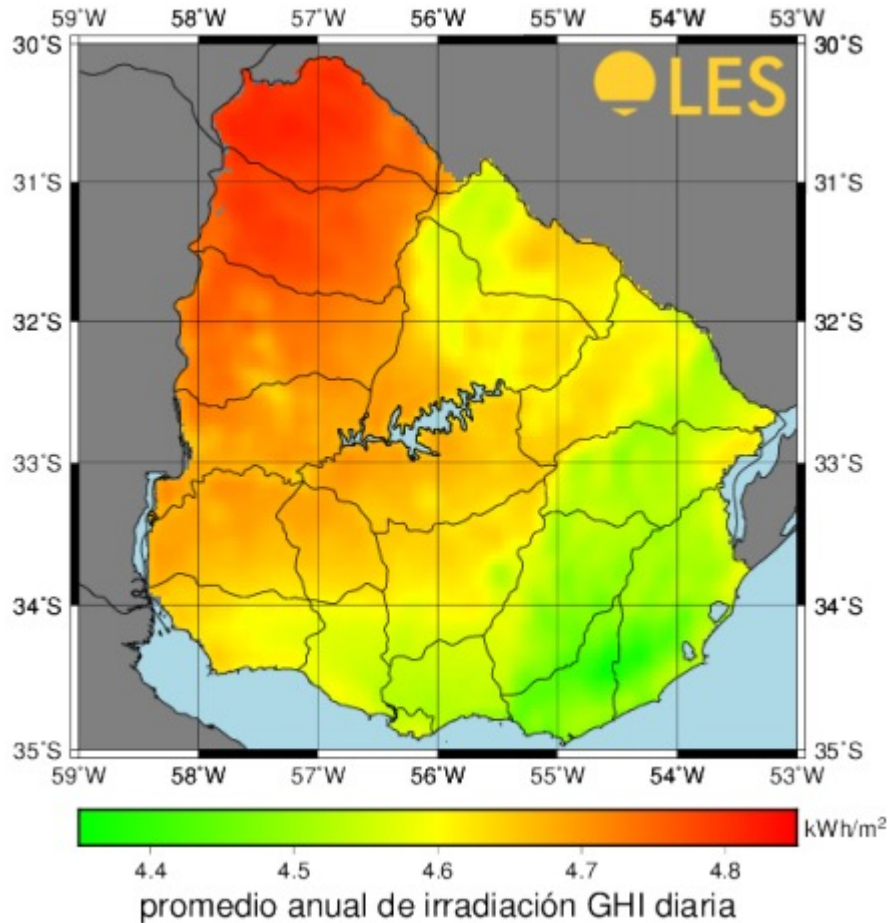 59°W 58°W 57°W 56°W 55°W 54°W 53°W
30°S 30°S
LES
31°S 31°S
32°S 32°S
33°S 33°S
34°S 34°S
35°S 35°S
59°W 58°W 57°W 56°W 55°W 54°W 53°W
kWh/m²
4.4 4.5 4.6 4.7 4.8
promedio anual de irradiación GHI diaria